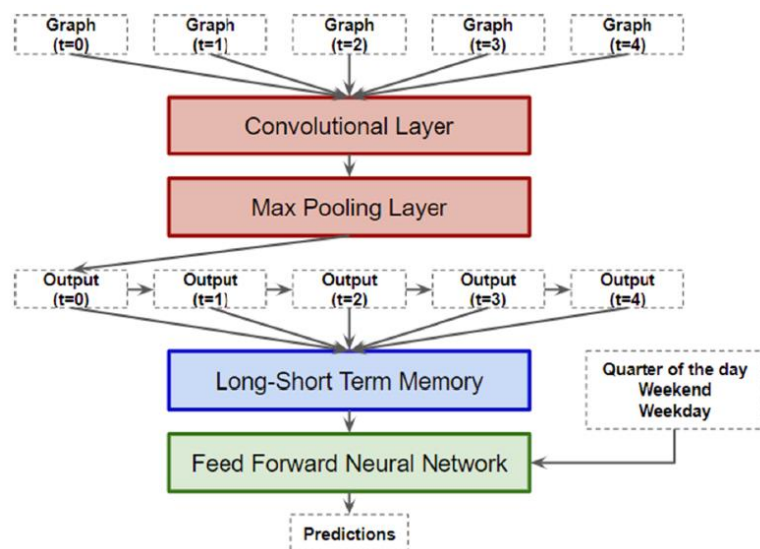 Graph
(t=0)
Graph
(t=1)
Graph
(t=2)
Graph
(t=3)
Graph
(t=4)
Convolutional Layer
Max Pooling Layer
Output
(t=0)
Output
(t=1)
Output
(t=2)
Output
(t=3)
Output
(t=4)
Long-Short Term Memory
Quarter of the day
Weekend
Weekday
Feed Forward Neural Network
Predictions